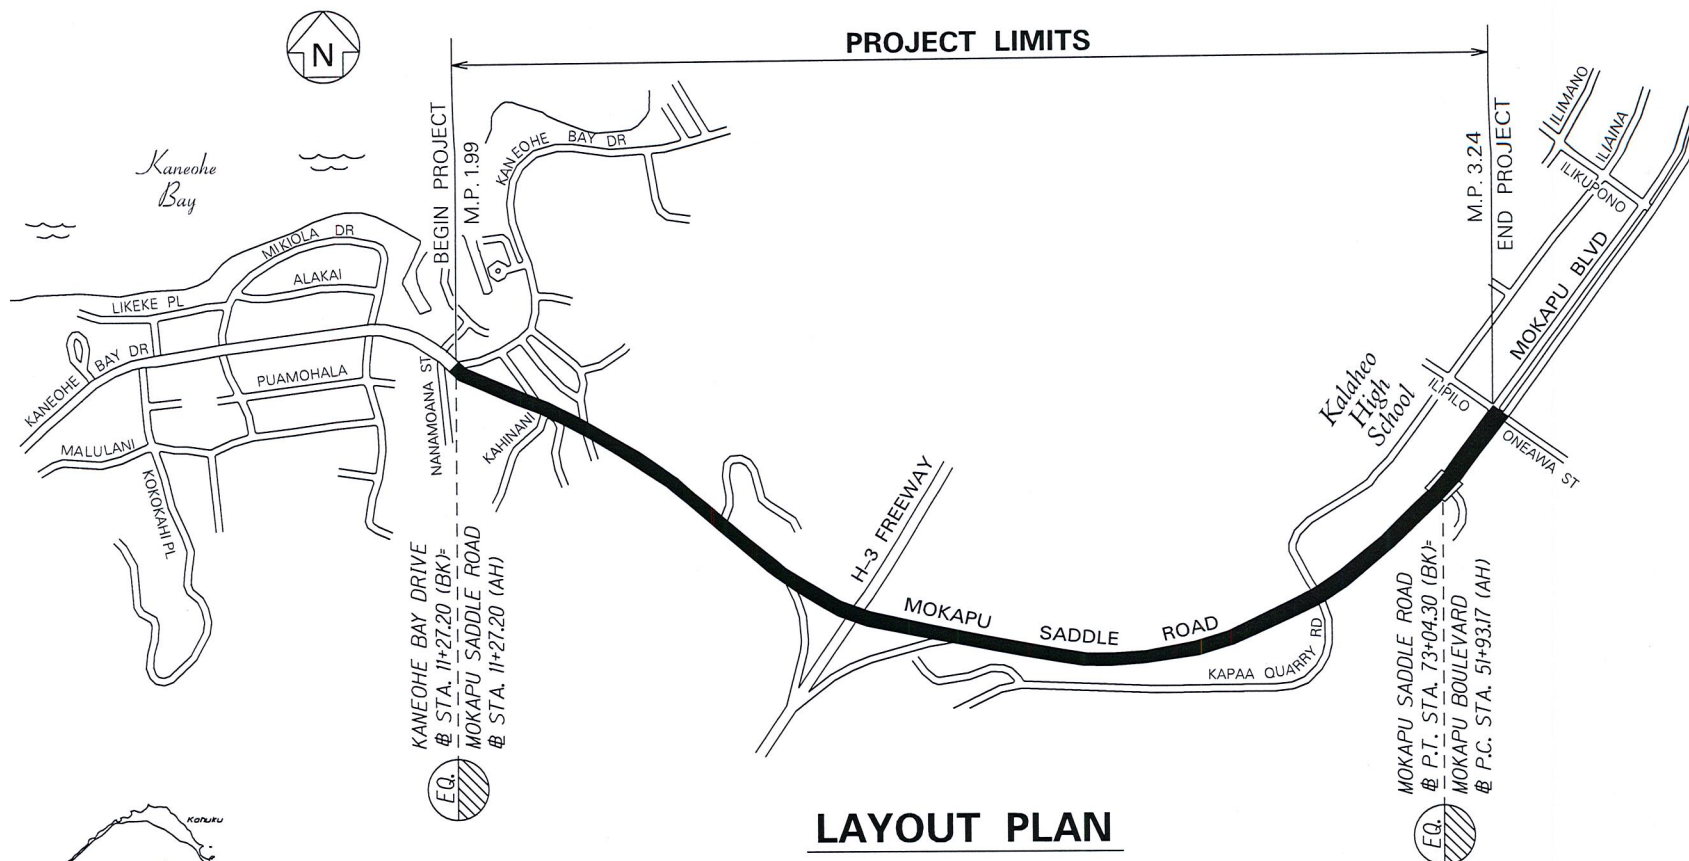 PROJECT LIMITS
N
Kaneohe
Bay
BEGIN PROJECT
M.P. 1.99
KANEOHE BAY DR
M.P. 3.24
END PROJECT
ILIMANO
ILIAINA
ILIKUPONO
MOKAPU BLVD
MIKIOLA DR
ALAKAI
LIKEKE PL
KANEOHE BAY DR
PUAMOHALA
MALULANI
KOKOKAHI PL
NANAMOANA ST
KAHINANI
H-3 FREEWAY
Kalaheo
High
School
ILIPILO
ONEAWA ST
MOKAPU SADDLE ROAD
KAPAA QUARRY RD
KANEOHE BAY DRIVE
STA. 11+27.20 (BK)=
MOKAPU SADDLE ROAD
STA. 11+27.20 (AH)
EQ.
MOKAPU SADDLE ROAD
P.T. STA. 73+04.30 (BK)=
MOKAPU BOULEVARD
P.C. STA. 51+93.17 (AH)
EQ.
Kahuku
LAYOUT PLAN